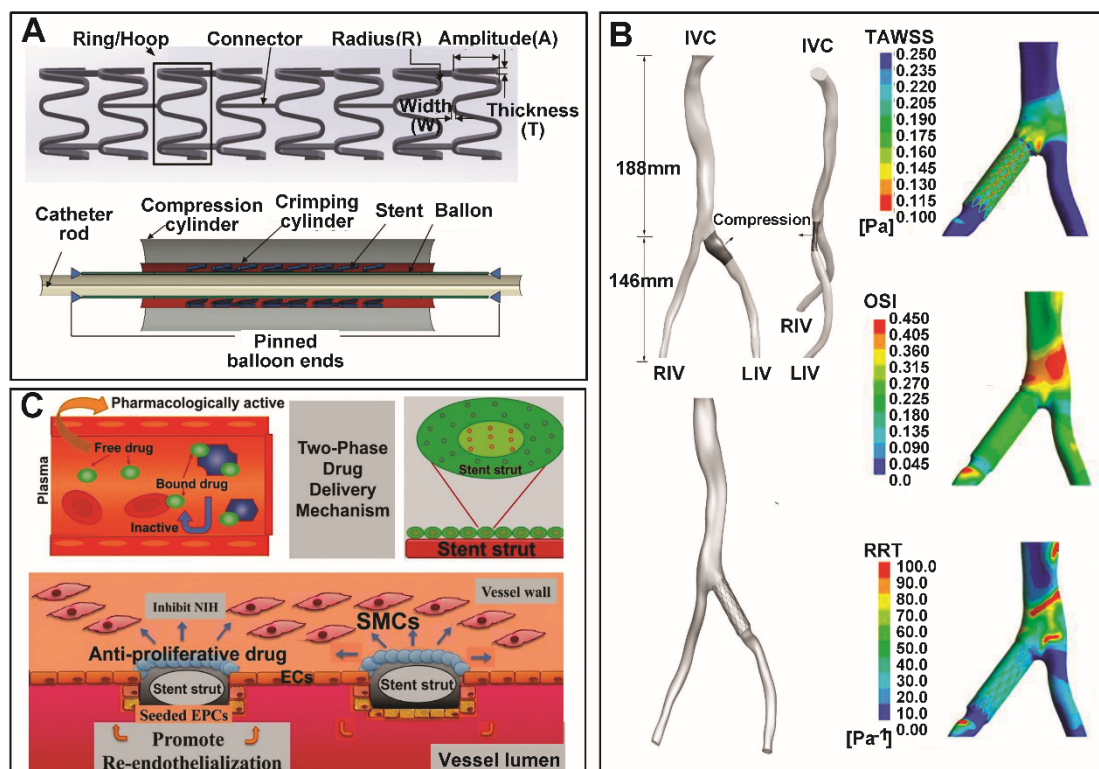 A
Ring/Hoop
Connector
Radius(R)
Amplitude(A)
Width
(W)
Thickness
(T)
Catheter
rod
Compression
cylinder
Crimping
cylinder
Stent
Ballon
Pinned
balloon ends
B
IVC
IVC
188mm
Compression
146mm
RIV
RIV
LIV
LIV
TAWSS
0.250
0.235
0.220
0.205
0.190
0.175
0.160
0.145
0.130
0.115
0.100
[Pa]
OSI
0.450
0.405
0.360
0.315
0.270
0.225
0.180
0.135
0.090
0.045
0.0
RRT
100.0
90.0
80.0
70.0
60.0
50.0
40.0
30.0
20.0
10.0
0.00
[Pa-1]
C
Pharmacologically active
Plasma
Free drug
Bound drug
Inactive
Two-Phase
Drug
Delivery
Mechanism
Stent strut
Stent strut
Vessel wall
Inhibit NIH
SMCs
Anti-proliferative drug
ECs
Stent strut
Stent strut
Seeded EPCs
Promote
Re-endothelialization
Vessel lumen